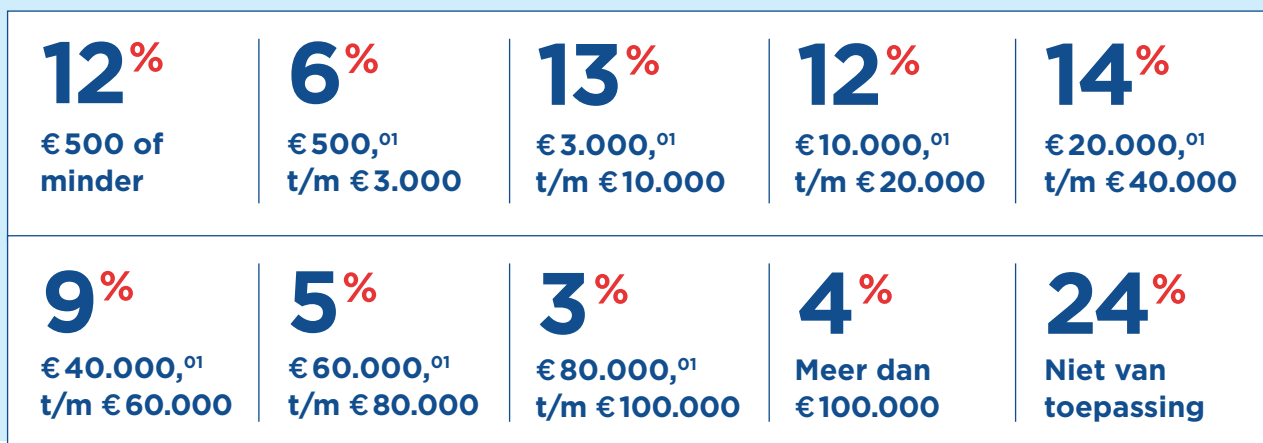 12%
€500 of
minder
6%
€500,01
t/m €3.000
13%
€3.000,01
t/m €10.000
12%
€10.000,01
t/m €20.000
14%
€20.000,01
t/m €40.000
9%
€40.000,01
t/m €60.000
5%
€60.000,01
t/m €80.000
3%
€80.000,01
t/m €100.000
4%
Meer dan
€100.000
24%
Niet van
toepassing